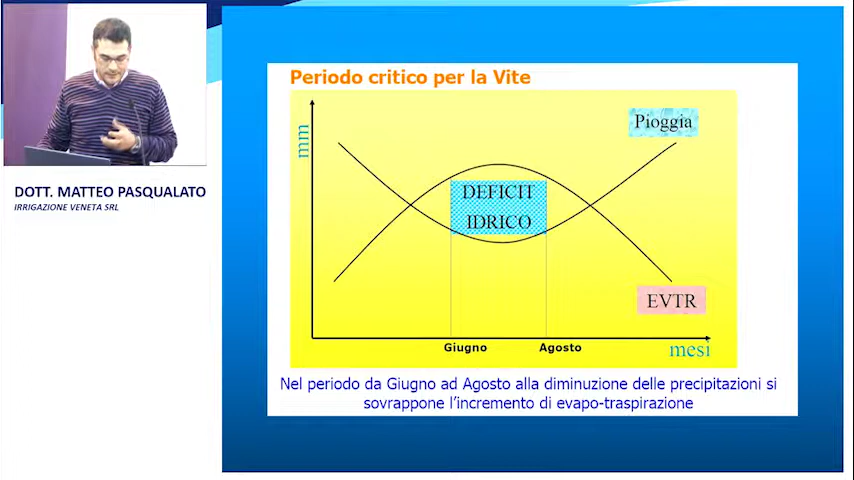 DOTT. MATTEO PASQUALATO
IRRIGAZIONE VENETA SRL
Periodo critico per la Vite
mm
Pioggia
DEFICIT
IDRICO
EVTR
Giugno
Agosto
mesi
Nel periodo da Giugno ad Agosto alla diminuzione delle precipitazioni si
sovrappone l'incremento di evapo-traspirazione